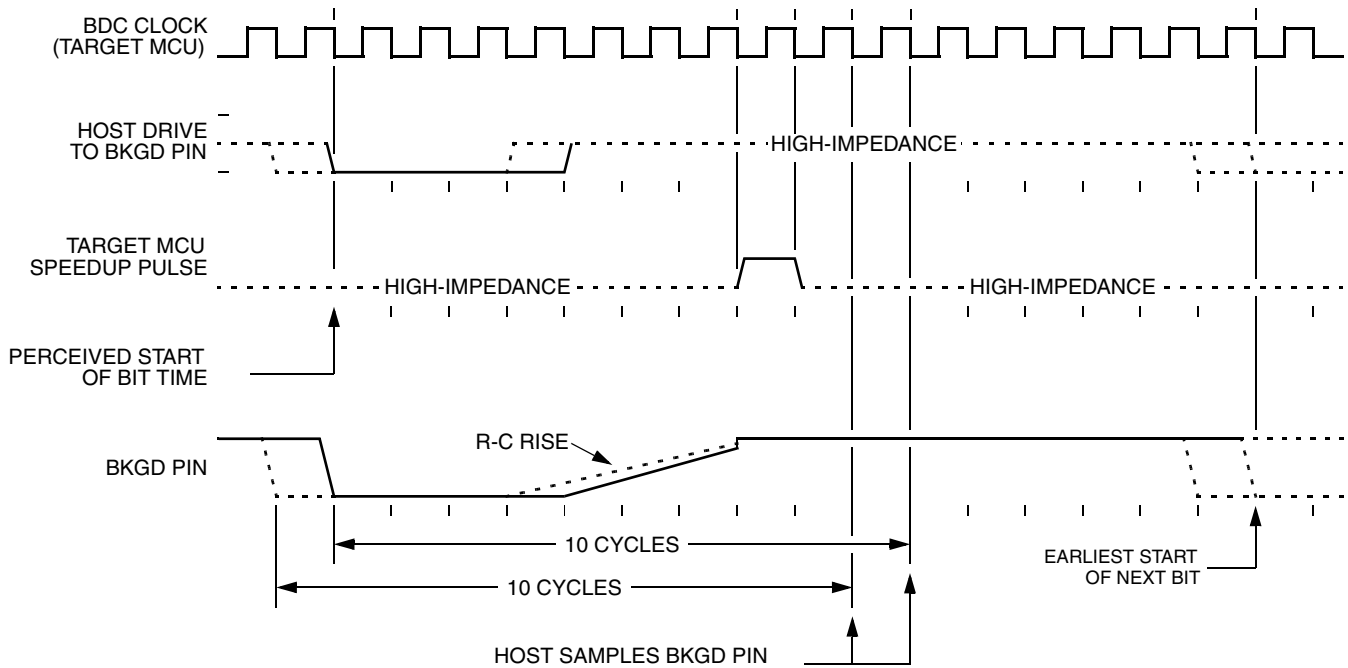 BDC CLOCK
(TARGET MCU)
HOST DRIVE
TO BKGD PIN
HIGH-IMPEDANCE
TARGET MCU
SPEEDUP PULSE
HIGH-IMPEDANCE
HIGH-IMPEDANCE
PERCEIVED START
OF BIT TIME
R-C RISE
BKGD PIN
10 CYCLES
EARLIEST START
OF NEXT BIT
10 CYCLES
HOST SAMPLES BKGD PIN